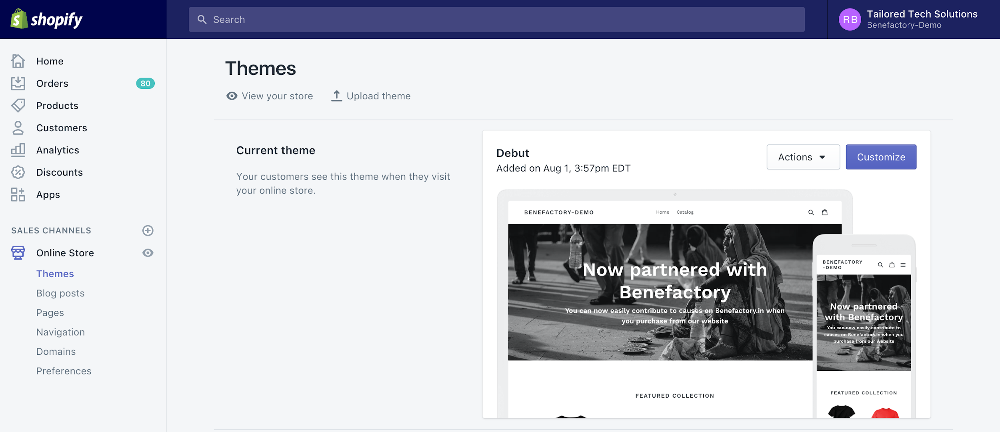 shopify
Search
RB
Tailored Tech Solutions
Benefactory-Demo
Home
Orders
80
Products
Customers
Analytics
Discounts
Apps
SALES CHANNELS
Online Store
Themes
Blog posts
Pages
Navigation
Domains
Preferences
Themes
View your store
Upload theme
Current theme
Your customers see this theme when they visit
your online store.
Debut
Added on Aug 1, 3:57pm EDT
Actions
Customize
BENEFACTORY-DEMO
Home
Catalog
Now partnered with
Benefactory
You can now easily contribute to causes on Benefactory.in when
you purchase from our website
FEATURED COLLECTION
BENEFACTORY
-DEMO
Now partnered
with Benefactory
You can now easily contribute to
causes on Benefactory.in when you
purchase from our website
FEATURED COLLECTION